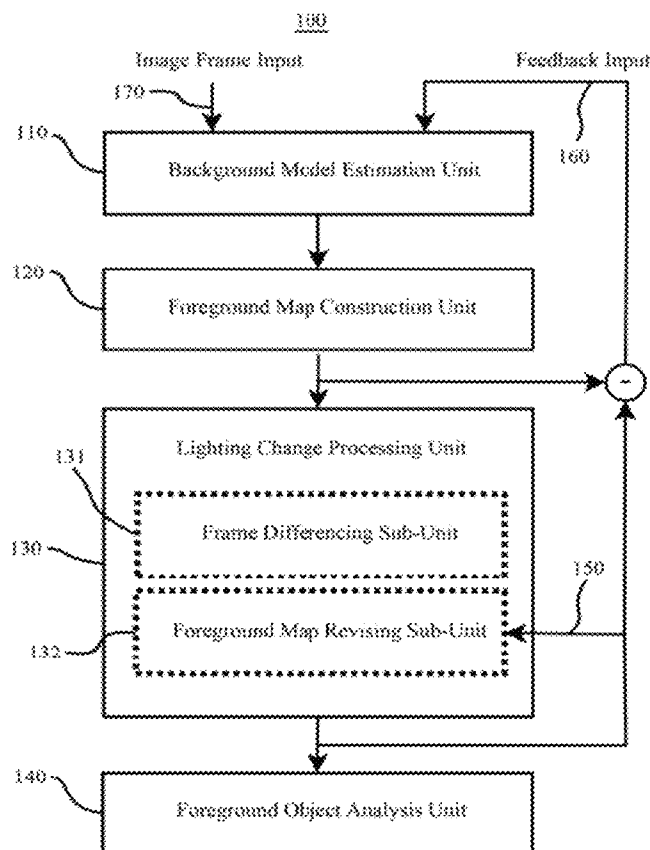 100
Image Frame Input
Feedback Input
170
160
110
Background Model Estimation Unit
120
Foreground Map Construction Unit
-
Lighting Change Processing Unit
131
Frame Differencing Sub-Unit
130
150
Foreground Map Revising Sub-Unit
132
140
Foreground Object Analysis Unit